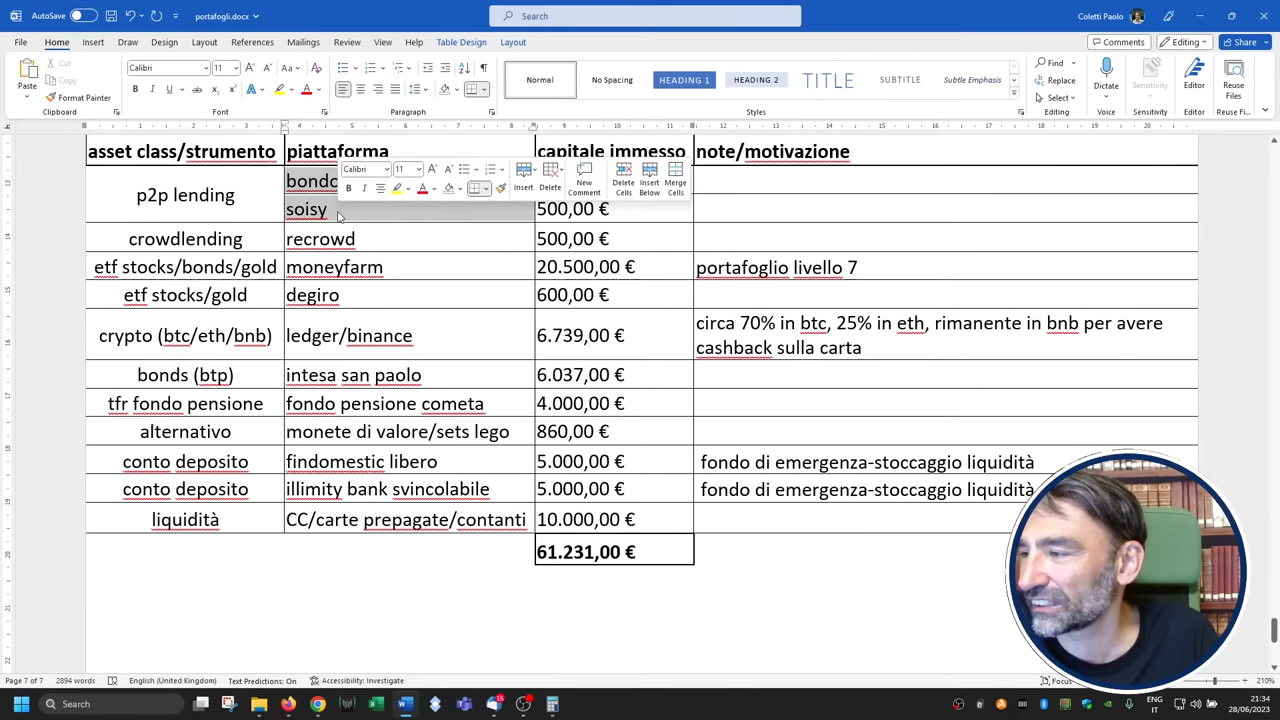 AutoSave
Off
portafogli.docx
Search
Coletti Paolo
File
Home
Insert
Draw
Design
Layout
References
Mailings
Review
View
Help
Table Design
Layout
Comments
Editing
Share
Paste
Cut
Copy
Format Painter
Calibri
11
Normal
No Spacing
HEADING 1
HEADING 2
TITLE
SUBTITLE
Subtle Emphasis
Find
Replace
Select
Dictate
Sensitivity
Editor
Reuse
Files
Clipboard
Font
Paragraph
Styles
Editing
Voice
Sensitivity
Editor
Reuse Files
asset class/strumento piattaforma capitale immesso note/motivazione
Calibri
11
Insert
Delete
New
Comment
Delete
Cells
Insert
Below
Merge
Cells
p2p lending
soisy 500,00 €
crowdlending recrowd 500,00 €
etf stocks/bonds/gold moneyfarm 20.500,00 € portafoglio livello 7
etf stocks/gold degiro 600,00 €
crypto (btc/eth/bnb) ledger/binance 6.739,00 € circa 70% in btc, 25% in eth, rimanente in bnb per avere
cashback sulla carta
bonds (btp) intesa san paolo 6.037,00 €
tfr fondo pensione fondo pensione cometa 4.000,00 €
alternativo monete di valore/sets lego 860,00 €
conto deposito findomestic libero 5.000,00 € fondo di emergenza-stoccaggio liquidità
conto deposito illimity bank svincolabile 5.000,00 € fondo di emergenza-stoccaggio liquidità
liquidità CC/carte prepagate/contanti 10.000,00 €
61.231,00 €
Page 7 of 7
2894 words
English (United Kingdom)
Text Predictions: On
Accessibility: Investigate
Focus
210%
Search
ENG
IT
21:34
28/06/2023